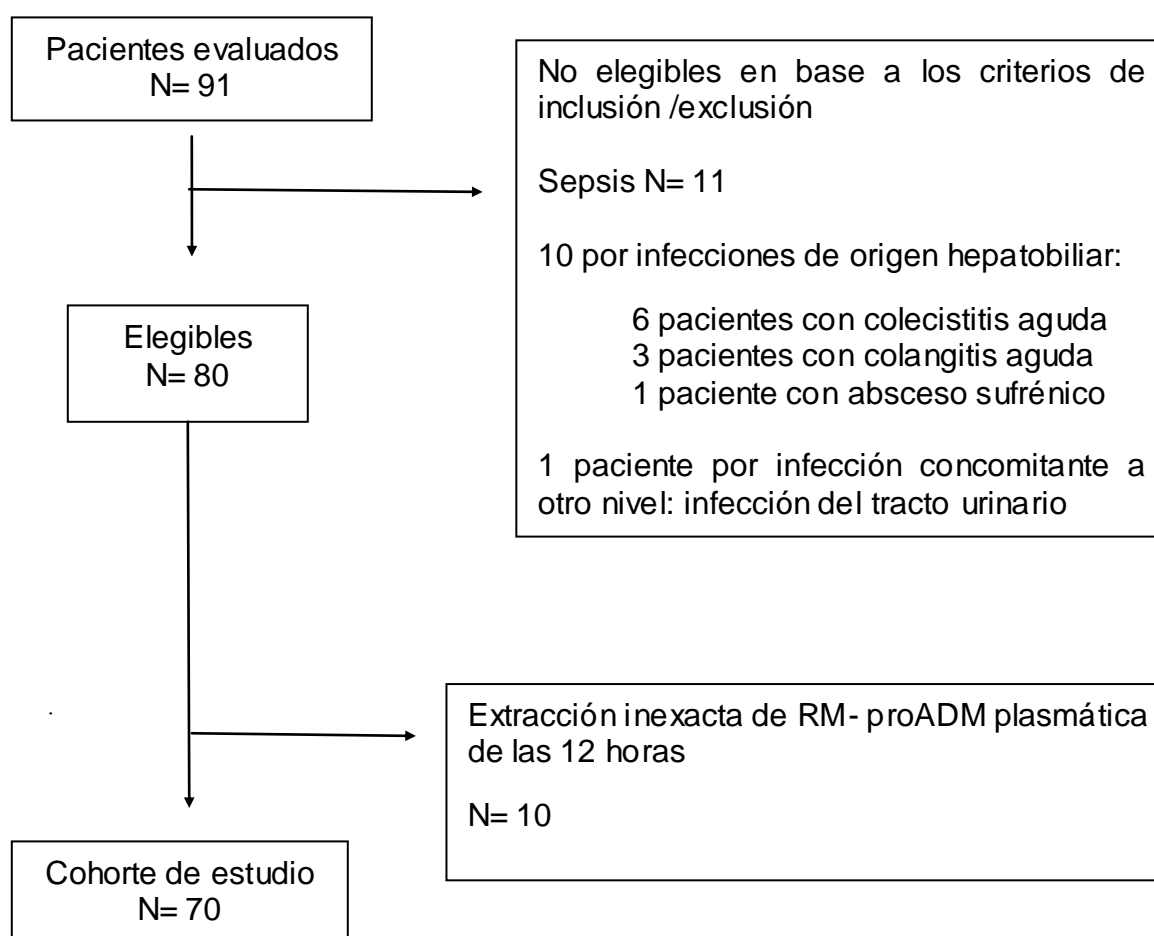 Pacientes evaluados
N= 91
No elegibles en base a los criterios de
inclusión /exclusión
Sepsis N= 11
10 por infecciones de origen hepatobiliar:
6 pacientes con colecistitis aguda
3 pacientes con colangitis aguda
1 paciente con absceso sufrénico
1 paciente por infección concomitante a
otro nivel: infección del tracto urinario
Elegibles
N= 80
Extracción inexacta de RM- proADM plasmática
de las 12 horas
N= 10
Cohorte de estudio
N= 70